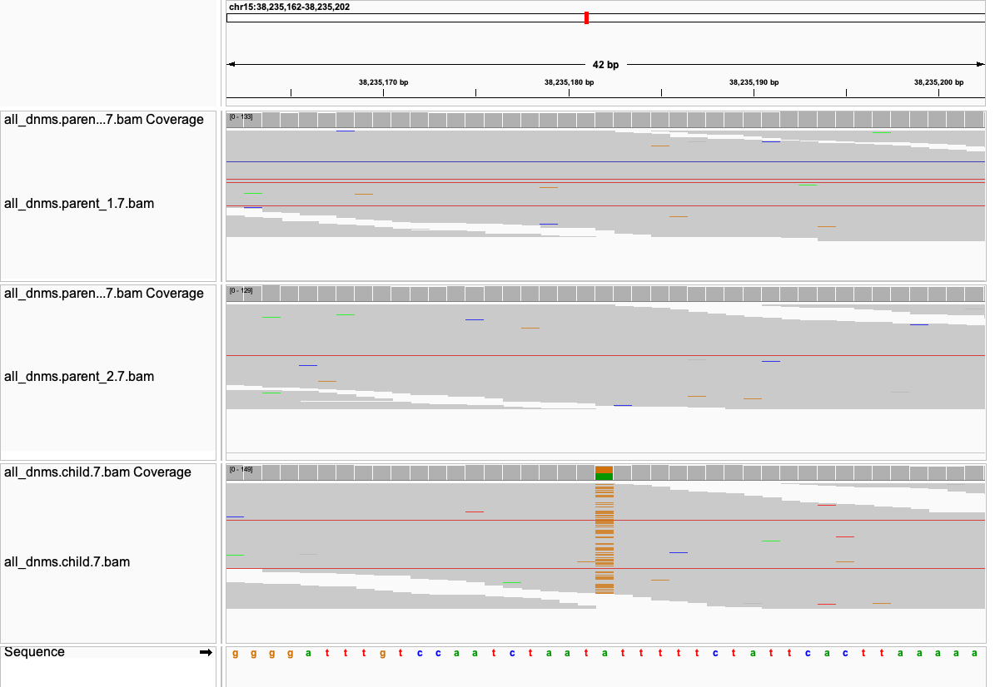 chr15:38,235,162-38,235,202
42 bp
38,235,170 bp 38,235,180 bp 38,235,190 bp 38,235,200 bp
all_dnms.paren...7.bam Coverage [0 - 133]
all_dnms.parent_1.7.bam
all_dnms.paren...7.bam Coverage [0 - 129]
all_dnms.parent_2.7.bam
all_dnms.child.7.bam Coverage [0 - 149]
all_dnms.child.7.bam
Sequence g g g g a t t t g t c c a a t c t a a t a t t t t t c t a t t c a c t t a a a a a